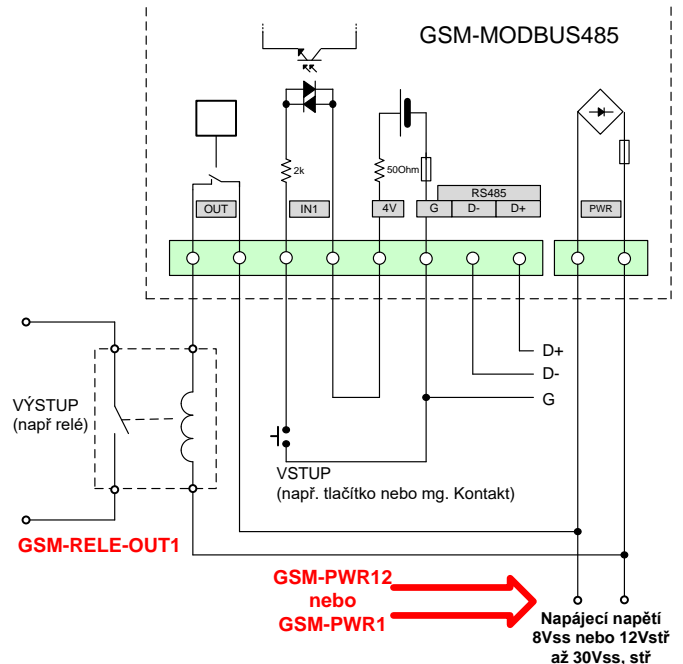 GSM-MODBUS485
2k
50Ohm
RS485
OUT
IN1
4V
G
D-
D+
PWR
D+
D-
G
VÝSTUP
(např relé)
VSTUP
(např. tlačítko nebo mg. Kontakt)
GSM-RELE-OUT1
GSM-PWR12
nebo
GSM-PWR1
Napájecí napětí
8Vss nebo 12Vstř
až 30Vss, stř